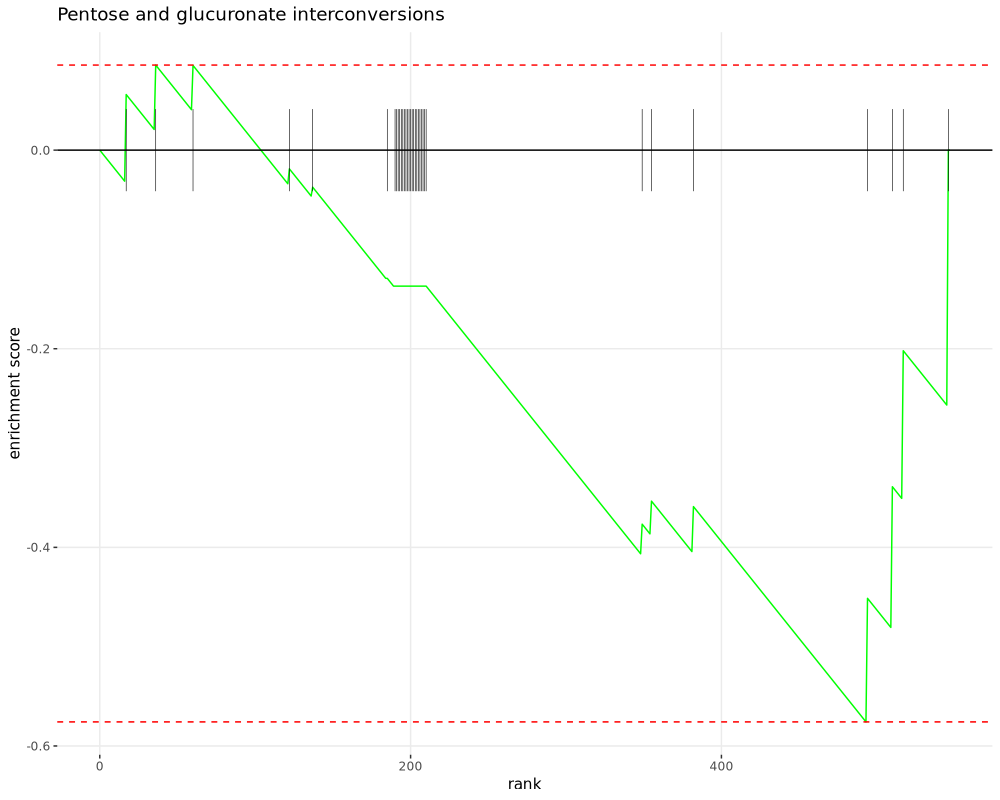 Pentose and glucuronate interconversions
enrichment score
0.0
-0.2
-0.4
-0.6
0
200
400
rank